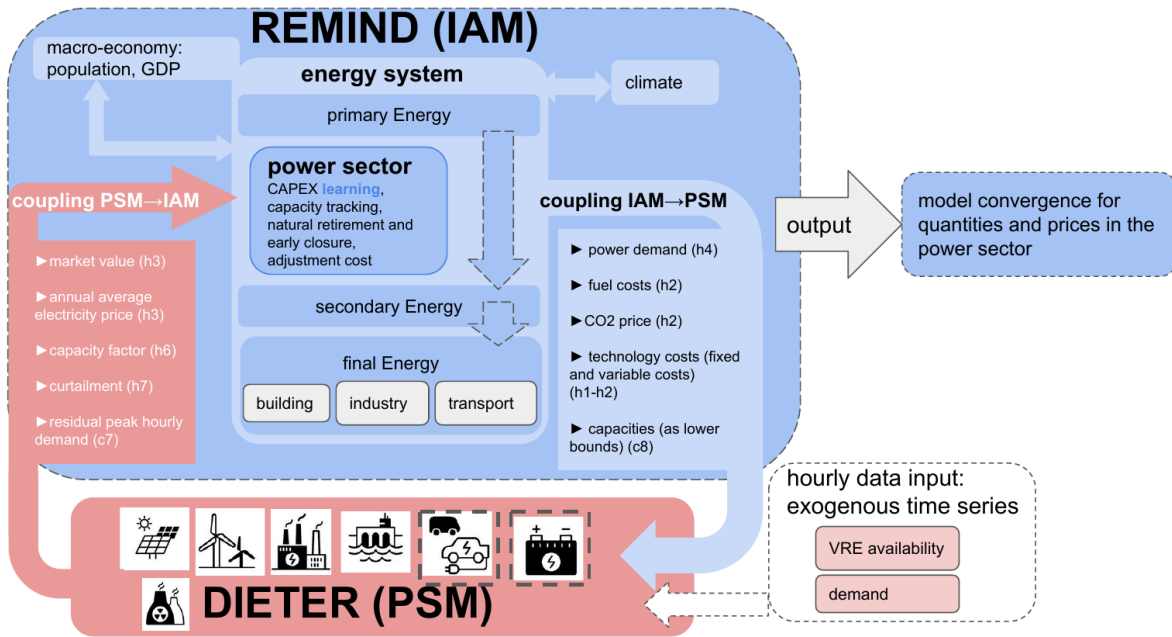 REMIND (IAM)
macro-economy:
population, GDP
energy system
climate
primary Energy
power sector
CAPEX learning,
capacity tracking,
natural retirement and
early closure,
adjustment cost
secondary Energy
final Energy
building
industry
transport
coupling PSM→IAM
►market value (h3)
►annual average
electricity price (h3)
►capacity factor (h6)
►curtailment (h7)
►residual peak hourly
demand (c7)
coupling IAM→PSM
► power demand (h4)
► fuel costs (h2)
►CO2 price (h2)
► technology costs (fixed
and variable costs)
(h1-h2)
► capacities (as lower
bounds) (c8)
output
model convergence for
quantities and prices in the
power sector
hourly data input:
exogenous time series
VRE availability
demand
DIETER (PSM)
+ −